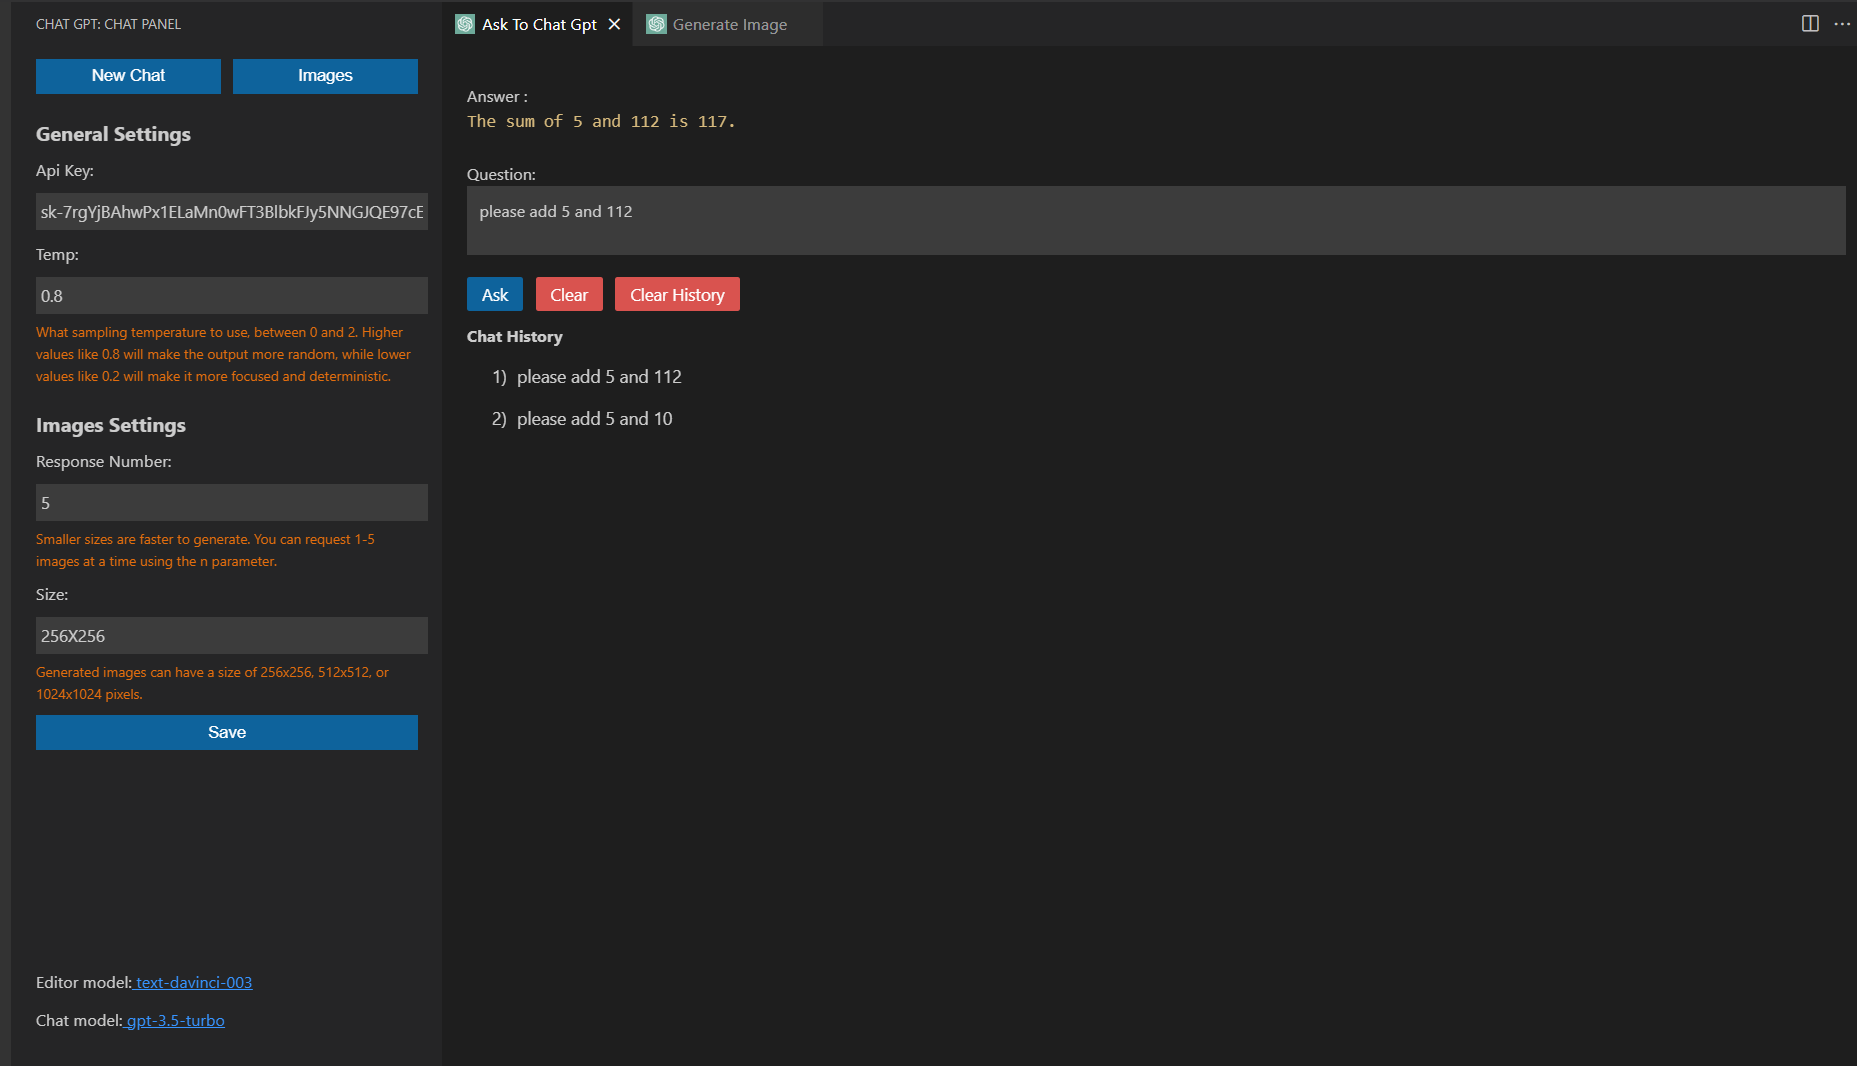 CHAT GPT: CHAT PANEL
New Chat
Images
General Settings
Api Key:
sk-7rgYjBAhwPx1ELaMn0wFT3BlbkFJy5NNGJQE97cE
Temp:
0.8
What sampling temperature to use, between 0 and 2. Higher
values like 0.8 will make the output more random, while lower
values like 0.2 will make it more focused and deterministic.
Images Settings
Response Number:
5
Smaller sizes are faster to generate. You can request 1-5
images at a time using the n parameter.
Size:
256X256
Generated images can have a size of 256x256, 512x512, or
1024x1024 pixels.
Save
Editor model: text-davinci-003
Chat model: gpt-3.5-turbo
Ask To Chat Gpt
Generate Image
Answer :
The sum of 5 and 112 is 117.
Question:
please add 5 and 112
Ask
Clear
Clear History
Chat History
1) please add 5 and 112
2) please add 5 and 10